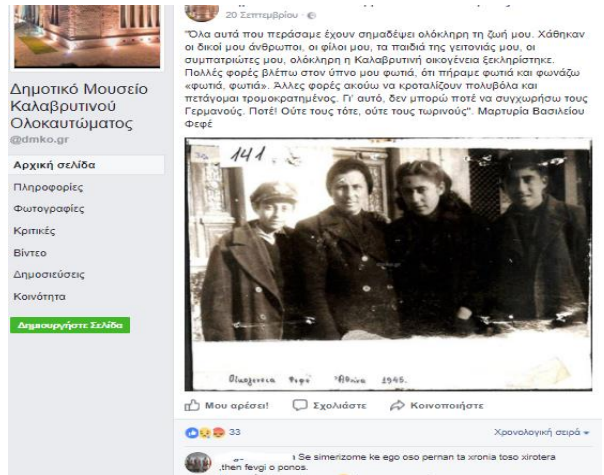 20 Σεπτεμβρίου ·
"Όλα αυτά που περάσαμε έχουν σημαδέψει ολόκληρη τη ζωή μου. Χάθηκαν
οι δικοί μου άνθρωποι, οι φίλοι μου, τα παιδιά της γειτονιάς μου, οι
συμπατριώτες μου, ολόκληρη η Καλαβρυτινή οικογένεια ξεκληρίστηκε.
Πολλές φορές βλέπω στον ύπνο μου φωτιά, ότι πήραμε φωτιά και φωνάζω
«φωτιά, φωτιά». Άλλες φορές ακούω να κροταλίζουν πολυβόλα και
πετάγομαι τρομοκρατημένος. Γι' αυτό, δεν μπορώ ποτέ να συγχωρήσω τους
Γερμανούς. Ποτέ! Ούτε τους τότε, ούτε τους τωρινούς". Μαρτυρία Βασιλείου
Φεφέ
Δημοτικό Μουσείο
Καλαβρυτινού
Ολοκαυτώματος
@dmko.gr
Αρχική σελίδα
Πληροφορίες
Φωτογραφίες
Κριτικές
Βίντεο
Δημοσιεύσεις
Κοινότητα
Δημιουργήστε Σελίδα
141
Οικογένεια Φεφέ Ἀθήνα 1945.
Μου αρέσει! Σχολιάστε Κοινοποιήστε
33
Χρονολογική σειρά
Se simerizome ke ego oso pernan ta xronia toso xirotera
,then fevgi o ponos.